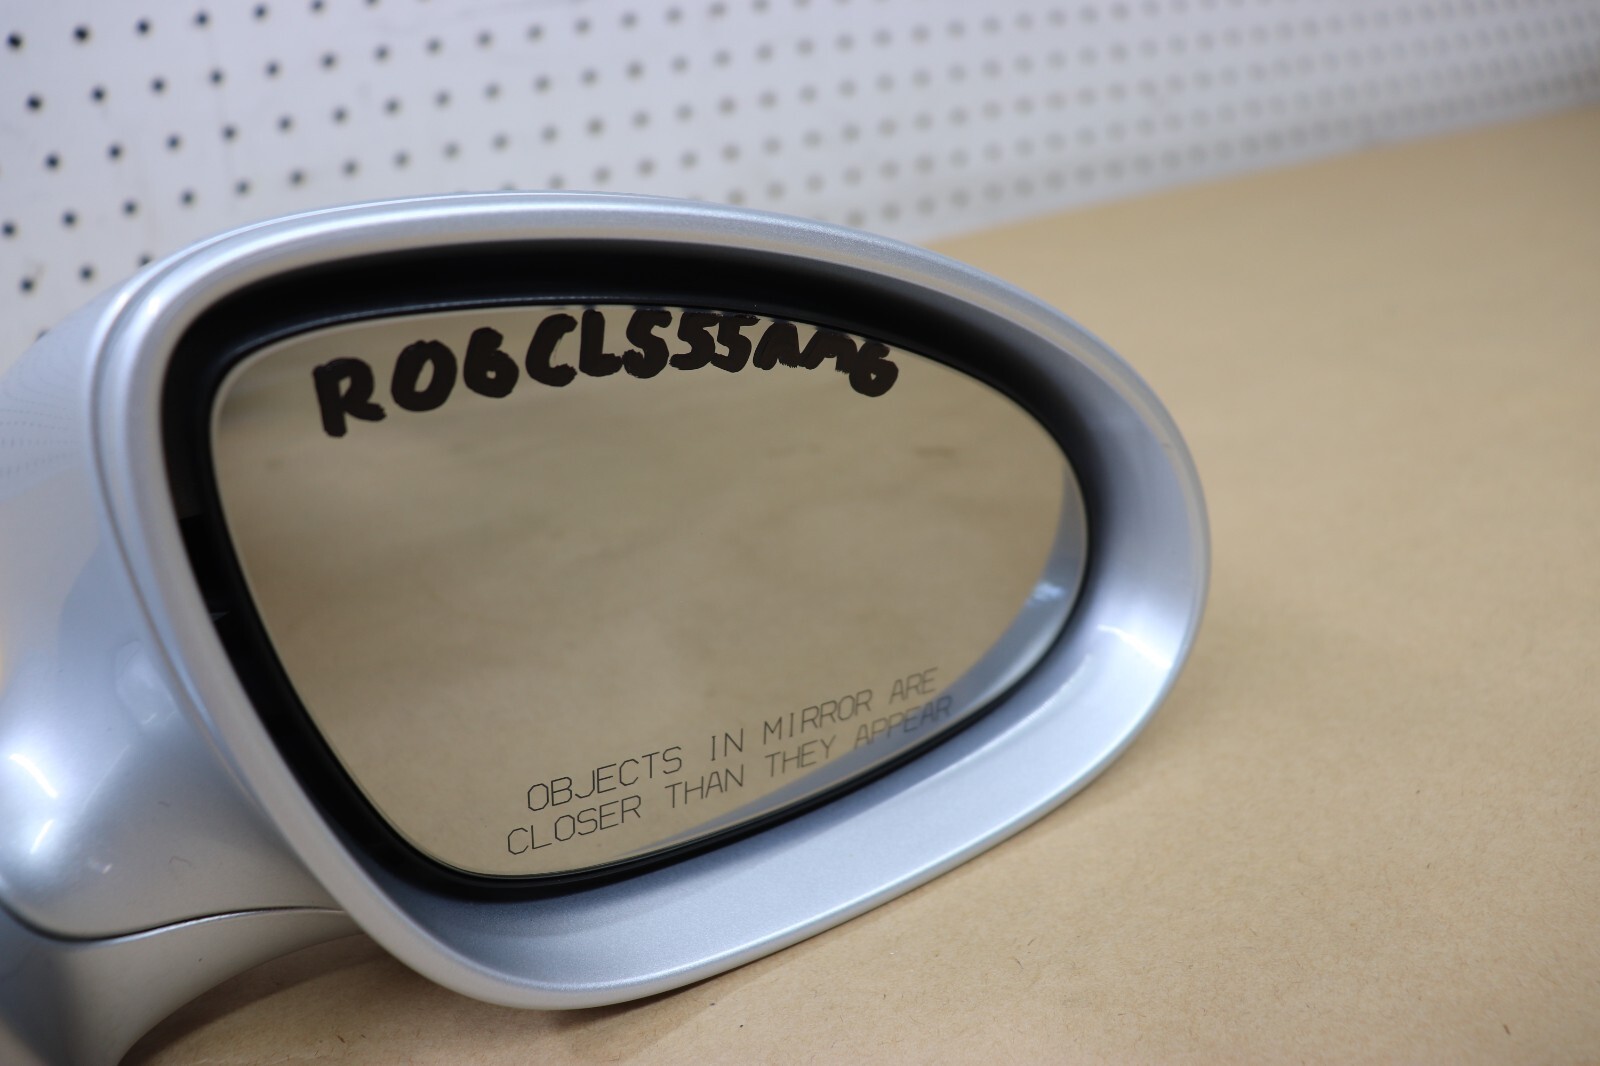 R06CLS55AMG
OBJECTS IN MIRROR ARE
CLOSER THAN THEY APPEAR